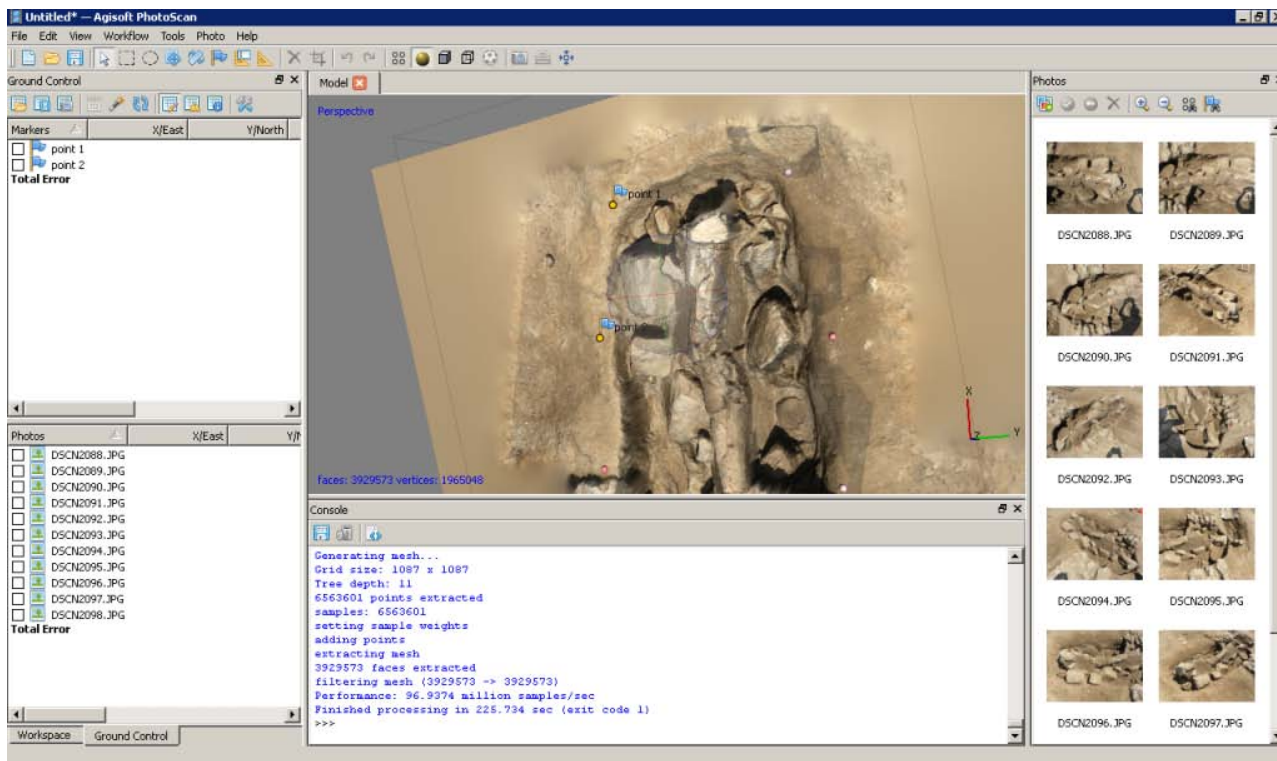 Untitled* — Agisoft PhotoScan
File Edit View Workflow Tools Photo Help
Ground Control
Markers X/East Y/North
point 1
point 2
Total Error
Photos X/East Y/N
DSCN2088.JPG
DSCN2089.JPG
DSCN2090.JPG
DSCN2091.JPG
DSCN2092.JPG
DSCN2093.JPG
DSCN2094.JPG
DSCN2095.JPG
DSCN2096.JPG
DSCN2097.JPG
DSCN2098.JPG
Total Error
Workspace Ground Control
Model
Perspective
point 1
point
X
Z Y
faces: 3929573 vertices: 1965048
Console
Generating mesh...
Grid size: 1087 x 1087
Tree depth: 11
6563601 points extracted
samples: 6563601
setting sample weights
adding points
extracting mesh
3929573 faces extracted
filtering mesh (3929573 -> 3929573)
Performance: 96.9374 million samples/sec
Finished processing in 225.734 sec (exit code 1)
>>>
Photos
DSCN2088.JPG DSCN2089.JPG
DSCN2090.JPG DSCN2091.JPG
DSCN2092.JPG DSCN2093.JPG
DSCN2094.JPG DSCN2095.JPG
DSCN2096.JPG DSCN2097.JPG